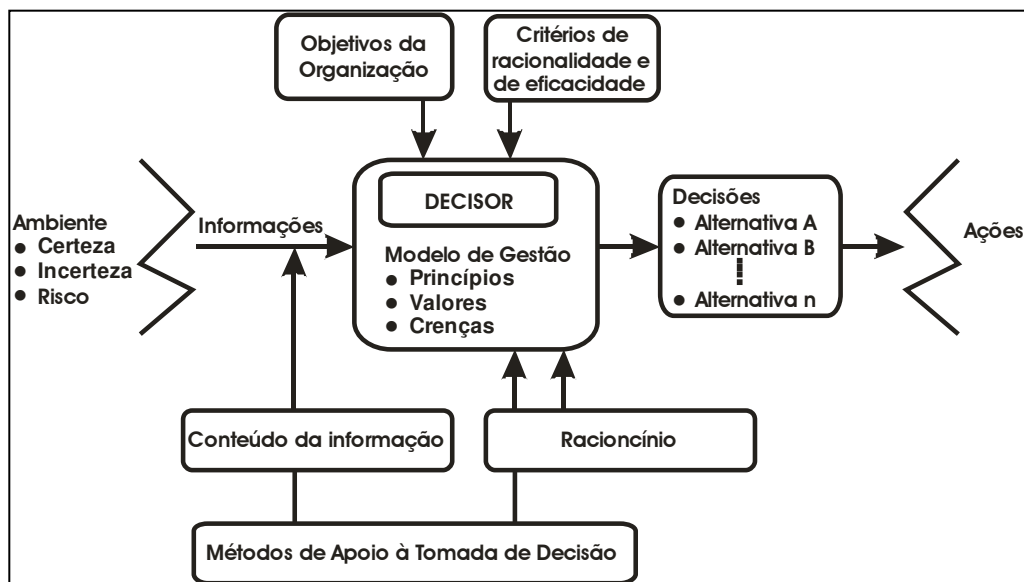 Objetivos da
Organização
Critérios de
racionalidade e
de eficacidade
Ambiente
● Certeza
● Incerteza
● Risco
Informações
DECISOR
Modelo de Gestão
● Princípios
● Valores
● Crenças
Decisões
● Alternativa A
● Alternativa B
● Alternativa n
Ações
Conteúdo da informação
Racioncínio
Métodos de Apoio à Tomada de Decisão